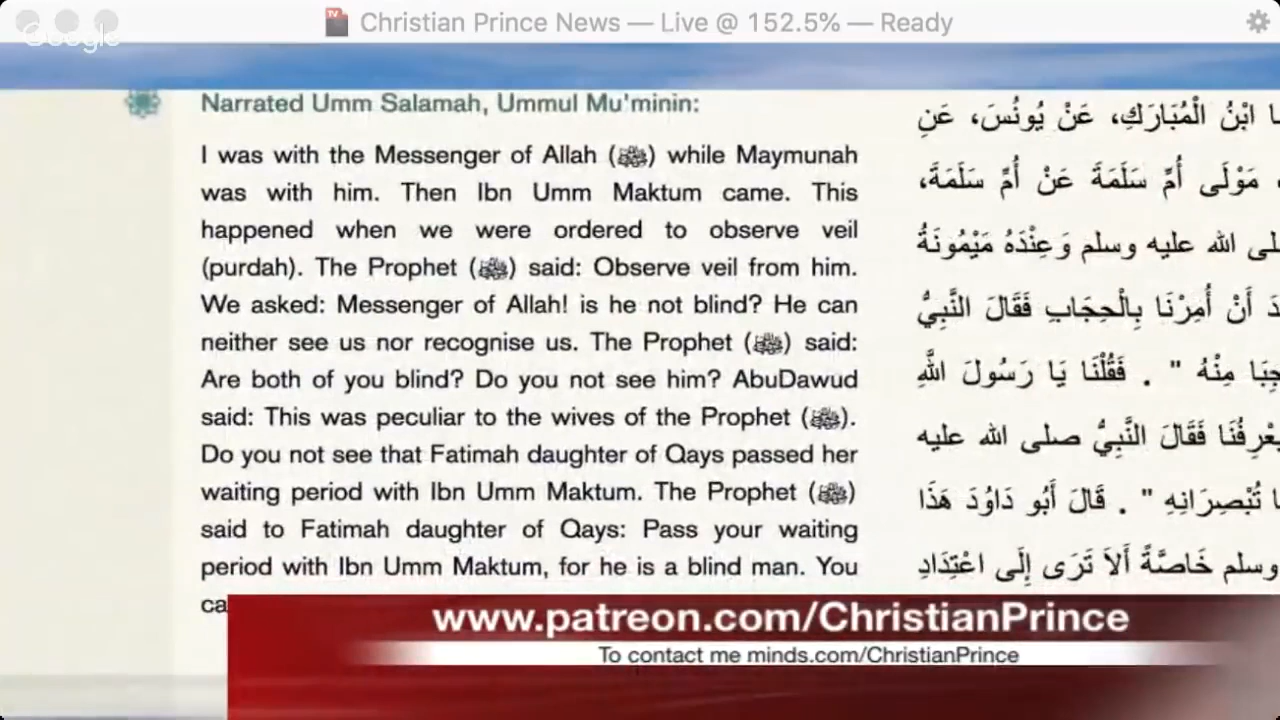 Christian Prince News — Live @ 152.5% — Ready
Google
Narrated Umm Salamah, Ummul Mu'minin:
I was with the Messenger of Allah (ﷺ) while Maymunah
was with him. Then Ibn Umm Maktum came. This
happened when we were ordered to observe veil
(purdah). The Prophet (ﷺ) said: Observe veil from him.
We asked: Messenger of Allah! is he not blind? He can
neither see us nor recognise us. The Prophet (ﷺ) said:
Are both of you blind? Do you not see him? AbuDawud
said: This was peculiar to the wives of the Prophet (ﷺ).
Do you not see that Fatimah daughter of Qays passed her
waiting period with Ibn Umm Maktum. The Prophet (ﷺ)
said to Fatimah daughter of Qays: Pass your waiting
period with Ibn Umm Maktum, for he is a blind man. You
ca
ابْنُ الْمُبَارَكِ، عَنْ يُونُسَ، عَنِ
مَوْلَى أُمِّ سَلَمَةَ عَنْ أُمِّ سَلَمَةَ،
الله عليه وسلم وَعِنْدَهُ مَيْمُونَةُ
أَنْ أُمِرْنَا بِالْحِجَابِ فَقَالَ النَّبِيُّ
مِنْهُ " . فَقُلْنَا يَا رَسُولَ اللَّهِ
فَقَالَ النَّبِيُّ صلى الله عليه
تُبْصِرَانِهِ " . قَالَ أَبُو دَاوُدَ هَذَا
وسلم خَاصَّةً أَلاَ تَرَى إِلَى اعْتِدَادِ
www.patreon.com/ChristianPrince
To contact me minds.com/ChristianPrince